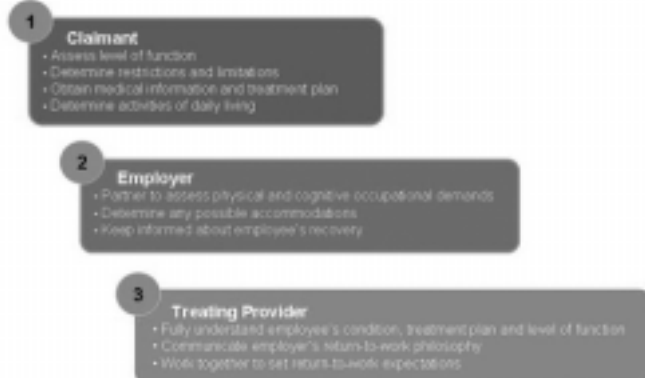 1
Claimant
• Assess level of function
• Determine restrictions and limitations
• Obtain medical information and treatment plan
• Determine activities of daily living
2
Employer
• Partner to assess physical and cognitive occupational demands
• Determine any possible accommodations
• Keep informed about employee's recovery
3
Treating Provider
• Fully understand employee's condition, treatment plan and level of function
• Communicate employer's return-to-work philosophy
• Work together to set return-to-work expectations